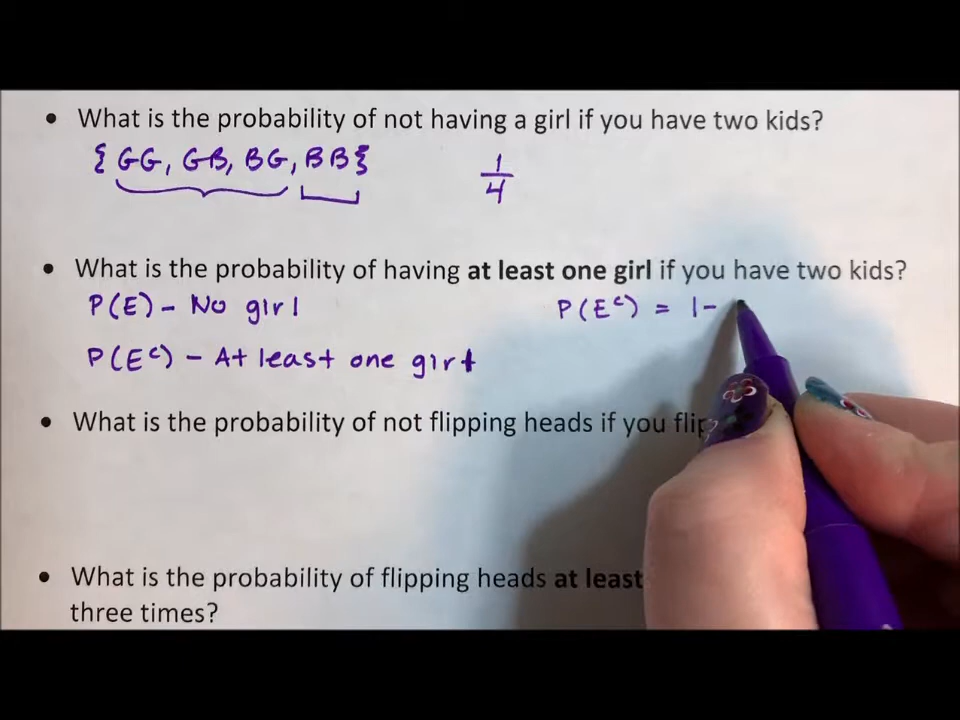 • What is the probability of not having a girl if you have two kids?
{GG, GB, BG, BB} 1/4
• What is the probability of having at least one girl if you have two kids?
P(E) - No girl P(Eᶜ) = 1-
P(Eᶜ) - At least one girl
• What is the probability of not flipping heads if you
• What is the probability of flipping heads at least
three times?